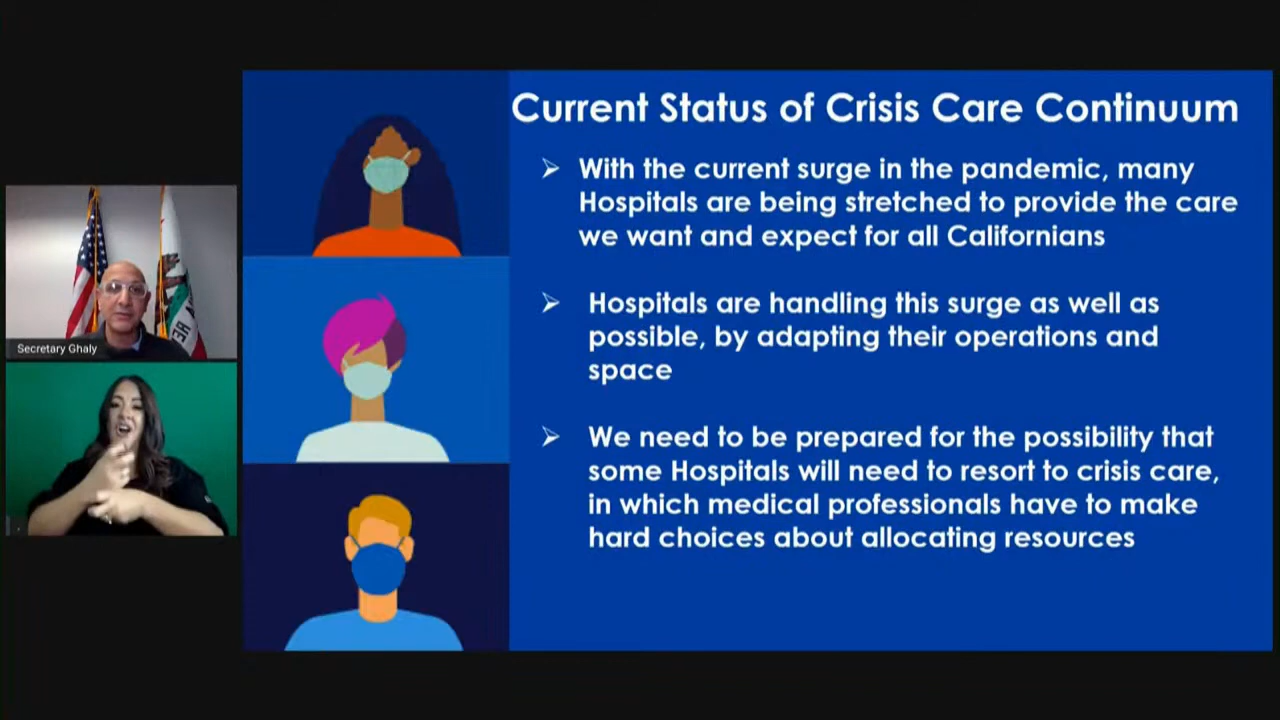 Current Status of Crisis Care Continuum
With the current surge in the pandemic, many
Hospitals are being stretched to provide the care
we want and expect for all Californians
Hospitals are handling this surge as well as
possible, by adapting their operations and
space
We need to be prepared for the possibility that
some Hospitals will need to resort to crisis care,
in which medical professionals have to make
hard choices about allocating resources
Secretary Ghaly